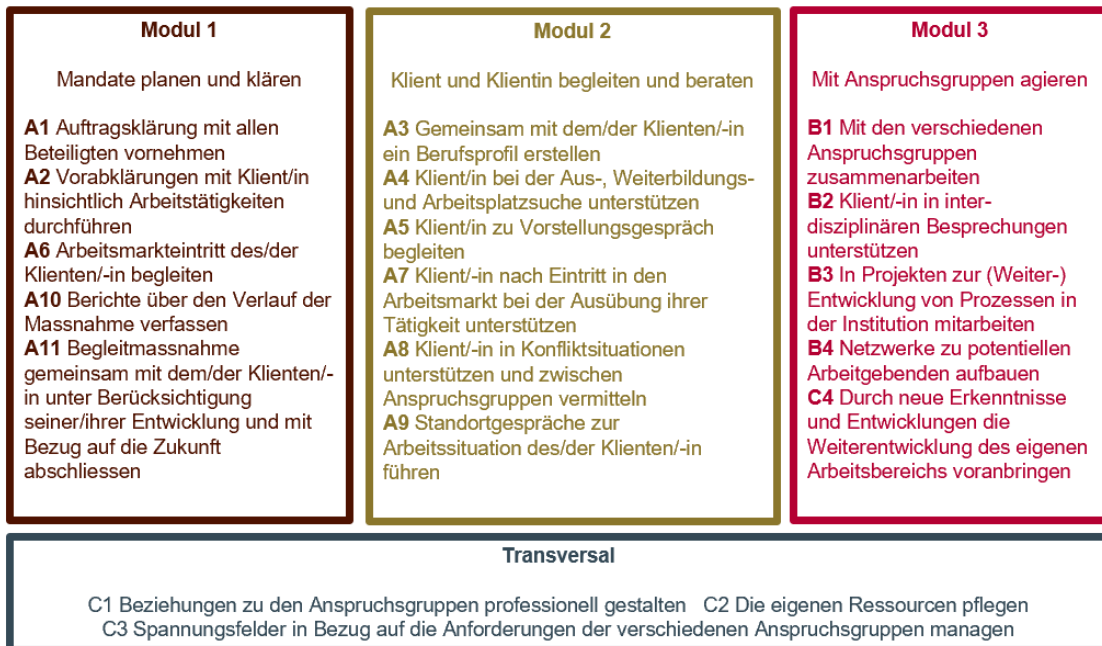 Modul 1
Mandate planen und klären
A1 Auftragsklärung mit allen
Beteiligten vornehmen
A2 Vorabklärungen mit Klient/in
hinsichtlich Arbeitstätigkeiten
durchführen
A6 Arbeitsmarkteintritt des/der
Klienten/-in begleiten
A10 Berichte über den Verlauf der
Massnahme verfassen
A11 Begleitmassnahme
gemeinsam mit dem/der Klienten/-
in unter Berücksichtigung
seiner/ihrer Entwicklung und mit
Bezug auf die Zukunft
abschliessen
Modul 2
Klient und Klientin begleiten und beraten
A3 Gemeinsam mit dem/der Klienten/-in
ein Berufsprofil erstellen
A4 Klient/in bei der Aus-, Weiterbildungs-
und Arbeitsplatzsuche unterstützen
A5 Klient/in zu Vorstellungsgespräch
begleiten
A7 Klient/-in nach Eintritt in den
Arbeitsmarkt bei der Ausübung ihrer
Tätigkeit unterstützen
A8 Klient/-in in Konfliktsituationen
unterstützen und zwischen
Anspruchsgruppen vermitteln
A9 Standortgespräche zur
Arbeitssituation des/der Klienten/-in
führen
Modul 3
Mit Anspruchsgruppen agieren
B1 Mit den verschiedenen
Anspruchsgruppen
zusammenarbeiten
B2 Klient/-in in inter-
disziplinären Besprechungen
unterstützen
B3 In Projekten zur (Weiter-)
Entwicklung von Prozessen in
der Institution mitarbeiten
B4 Netzwerke zu potentiellen
Arbeitgebenden aufbauen
C4 Durch neue Erkenntnisse
und Entwicklungen die
Weiterentwicklung des eigenen
Arbeitsbereichs voranbringen
Transversal
C1 Beziehungen zu den Anspruchsgruppen professionell gestalten C2 Die eigenen Ressourcen pflegen
C3 Spannungsfelder in Bezug auf die Anforderungen der verschiedenen Anspruchsgruppen managen